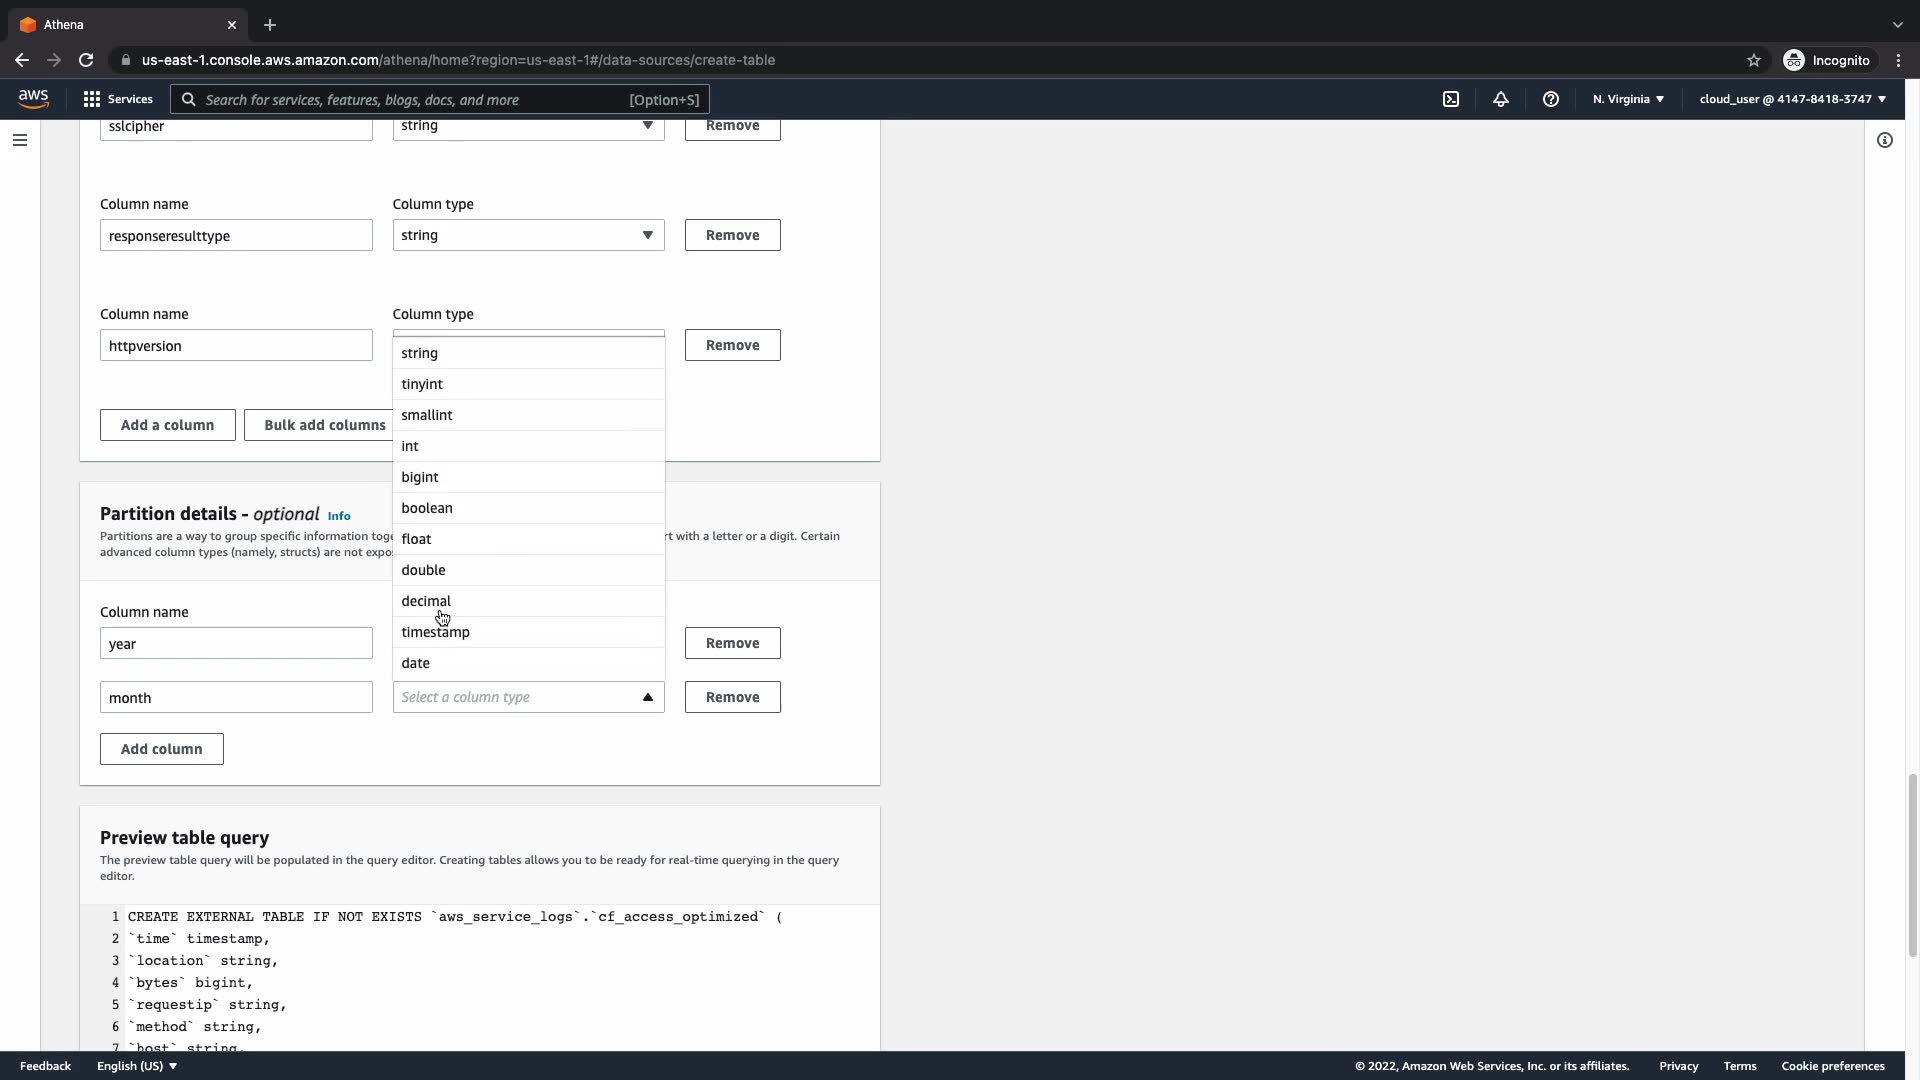 Athena
us-east-1.console.aws.amazon.com/athena/home?region=us-east-1#/data-sources/create-table
Incognito
aws
Services
Search for services, features, blogs, docs, and more
[Option+S]
N. Virginia
cloud_user @ 4147-8418-3747
sslcipher
string
Remove
Column name
Column type
responseresulttype
string
Remove
Column name
Column type
httpversion
Remove
string
tinyint
smallint
int
bigint
boolean
float
double
decimal
timestamp
date
Add a column
Bulk add columns
Partition details - optional Info
Partitions are a way to group specific information
rt with a letter or a digit. Certain
advanced column types (namely, structs) are not
Column name
year
Remove
month
Select a column type
Remove
Add column
Preview table query
The preview table query will be populated in the query editor. Creating tables allows you to be ready for real-time querying in the query
editor.
1 CREATE EXTERNAL TABLE IF NOT EXISTS `aws_service_logs`.`cf_access_optimized` (
2 `time` timestamp,
3 `location` string,
4 `bytes` bigint,
5 `requestip` string,
6 `method` string,
7 `host` string,
Feedback
English (US)
© 2022, Amazon Web Services, Inc. or its affiliates.
Privacy
Terms
Cookie preferences